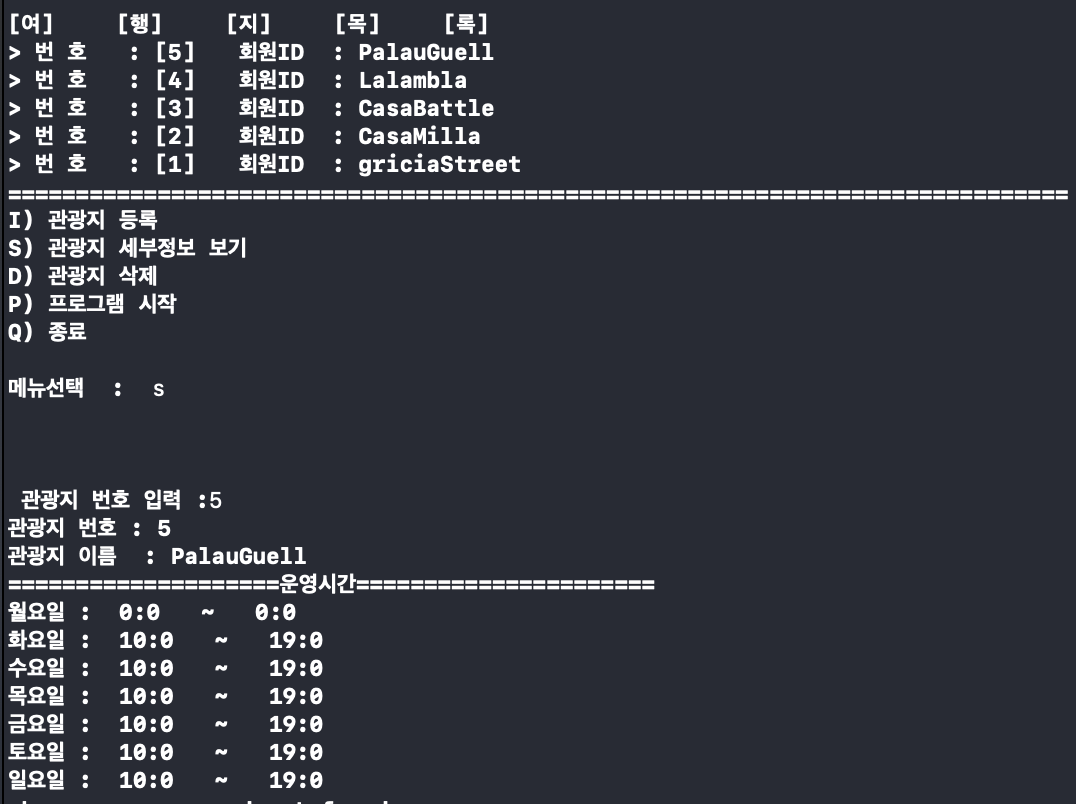 [여] [행] [지] [목] [록]
> 번 호 : [5] 회원ID : PalauGuell
> 번 호 : [4] 회원ID : Lalambla
> 번 호 : [3] 회원ID : CasaBattle
> 번 호 : [2] 회원ID : CasaMilla
> 번 호 : [1] 회원ID : griciaStreet
==============================================================================
I) 관광지 등록
S) 관광지 세부정보 보기
D) 관광지 삭제
P) 프로그램 시작
Q) 종료
메뉴선택 : s
관광지 번호 입력 :5
관광지 번호 : 5
관광지 이름 : PalauGuell
====================운영시간======================
월요일 : 0:0 ~ 0:0
화요일 : 10:0 ~ 19:0
수요일 : 10:0 ~ 19:0
목요일 : 10:0 ~ 19:0
금요일 : 10:0 ~ 19:0
토요일 : 10:0 ~ 19:0
일요일 : 10:0 ~ 19:0